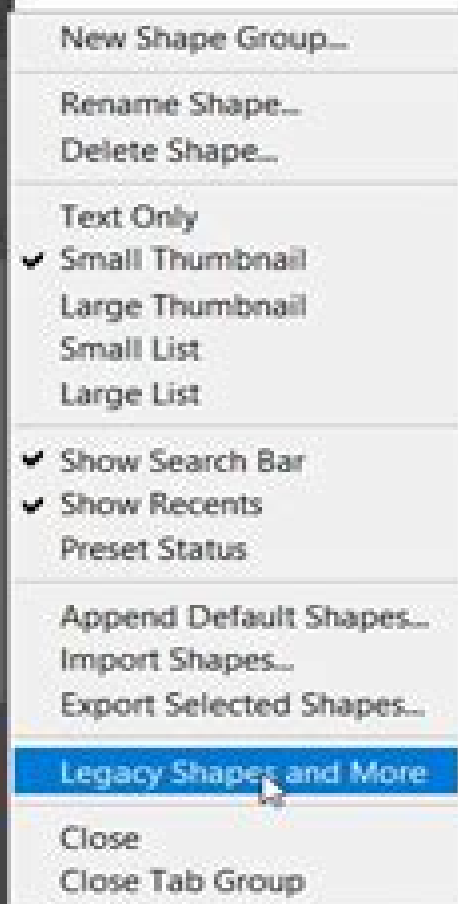 New Shape Group...
Rename Shape...
Delete Shape...
Text Only
Small Thumbnail
Large Thumbnail
Small List
Large List
Show Search Bar
Show Recents
Preset Status
Append Default Shapes...
Import Shapes...
Export Selected Shapes...
Legacy Shapes and More
Close
Close Tab Group